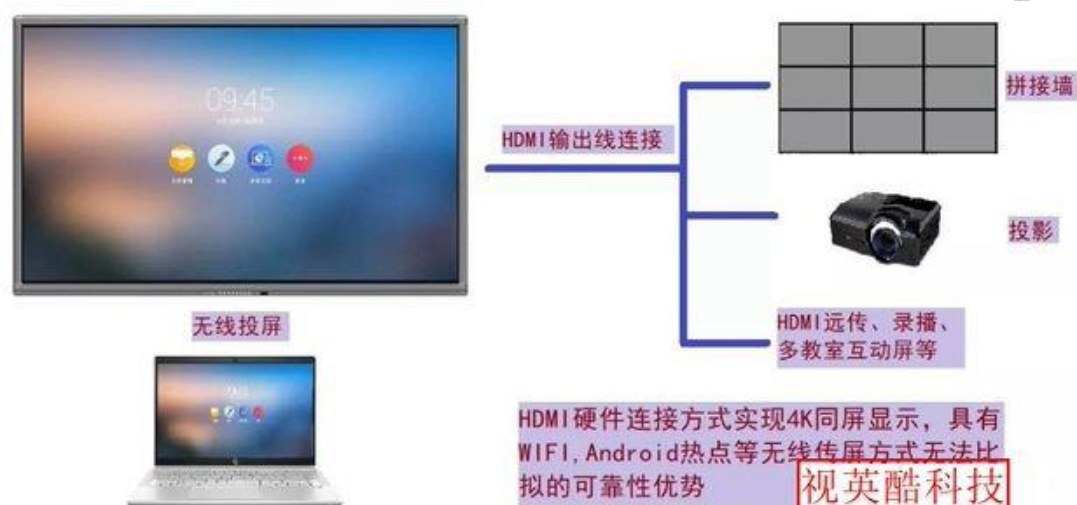 09:45
HDMI输出线连接
拼接墙
投影
无线投屏
HDMI远传、录播、
多教室互动屏等
HDMI硬件连接方式实现4K同屏显示，具有
WIFI,Android热点等无线传屏方式无法比
拟的可靠性优势
视英酷科技